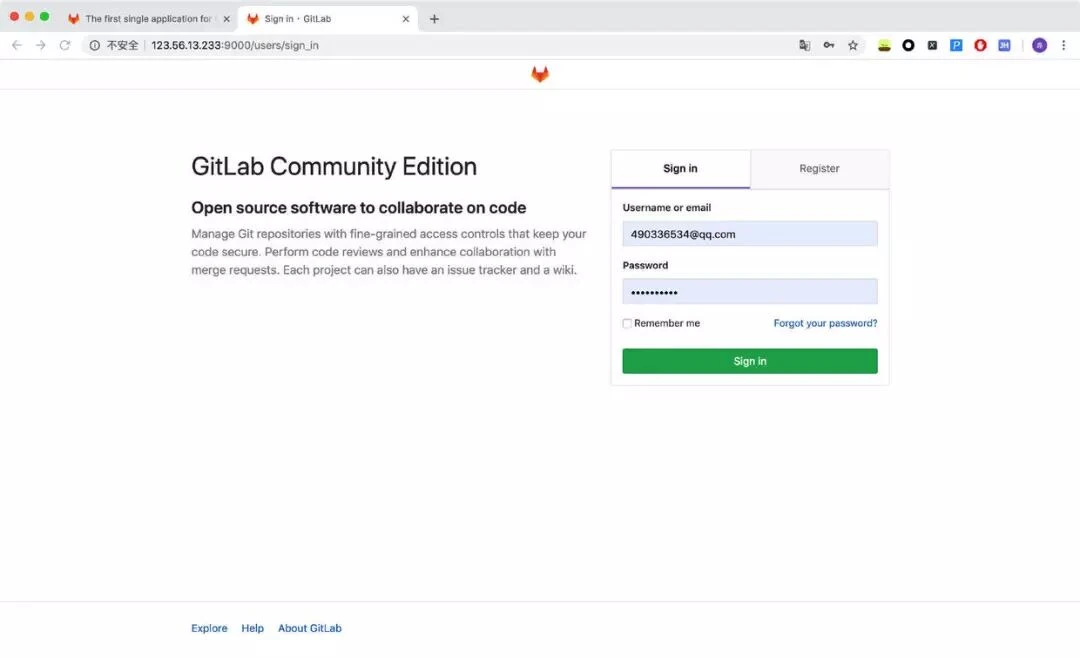 The first single application for
Sign in · GitLab
不安全
123.56.13.233:9000/users/sign_in
GitLab Community Edition
Open source software to collaborate on code
Manage Git repositories with fine-grained access controls that keep your
code secure. Perform code reviews and enhance collaboration with
merge requests. Each project can also have an issue tracker and a wiki.
Sign in
Register
Username or email
490336534@qq.com
Password
Remember me
Forgot your password?
Sign in
Explore
Help
About GitLab